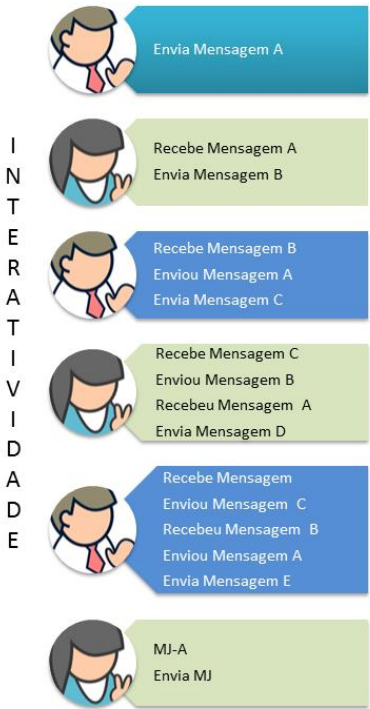 INTERATIVIDADE
Envia Mensagem A
Recebe Mensagem A
Envia Mensagem B
Recebe Mensagem B
Enviou Mensagem A
Envia Mensagem C
Recebe Mensagem C
Enviou Mensagem B
Recebeu Mensagem A
Envia Mensagem D
Recebe Mensagem
Enviou Mensagem C
Recebeu Mensagem B
Enviou Mensagem A
Envia Mensagem E
MJ-A
Envia MJ